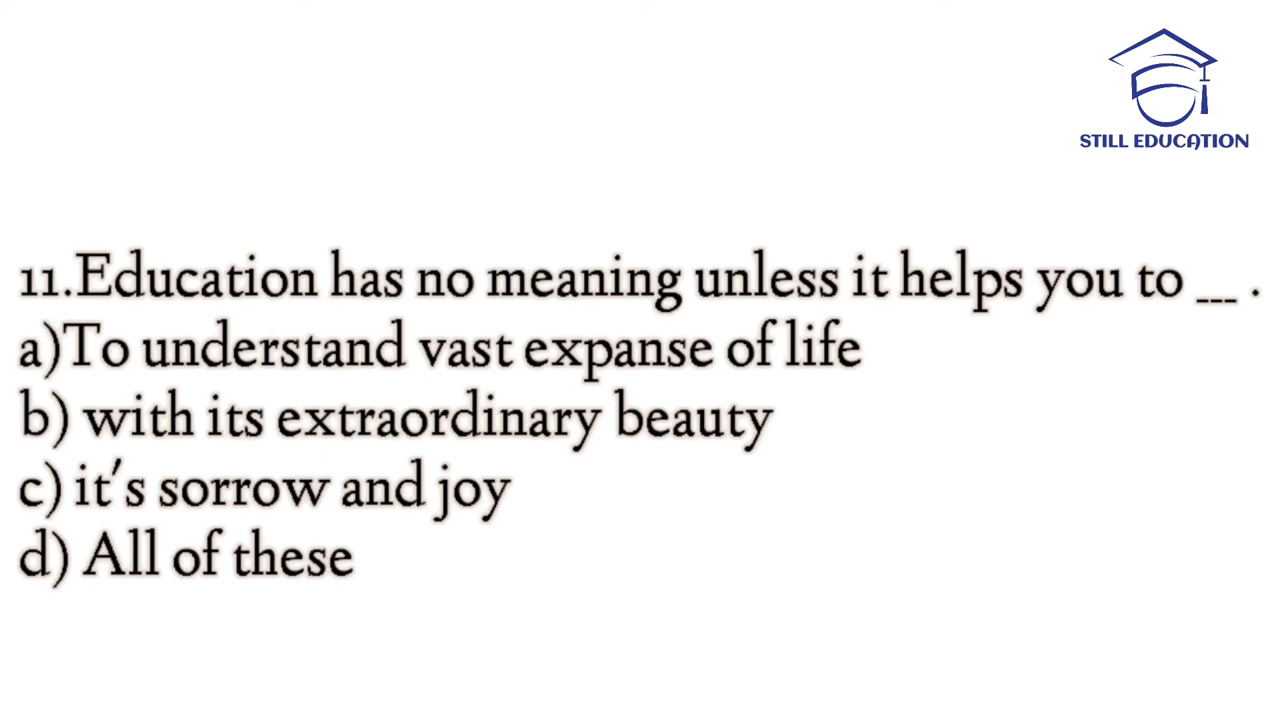 STILL EDUCATION
11.Education has no meaning unless it helps you to ___ .
a)To understand vast expanse of life
b) with its extraordinary beauty
c) it's sorrow and joy
d) All of these